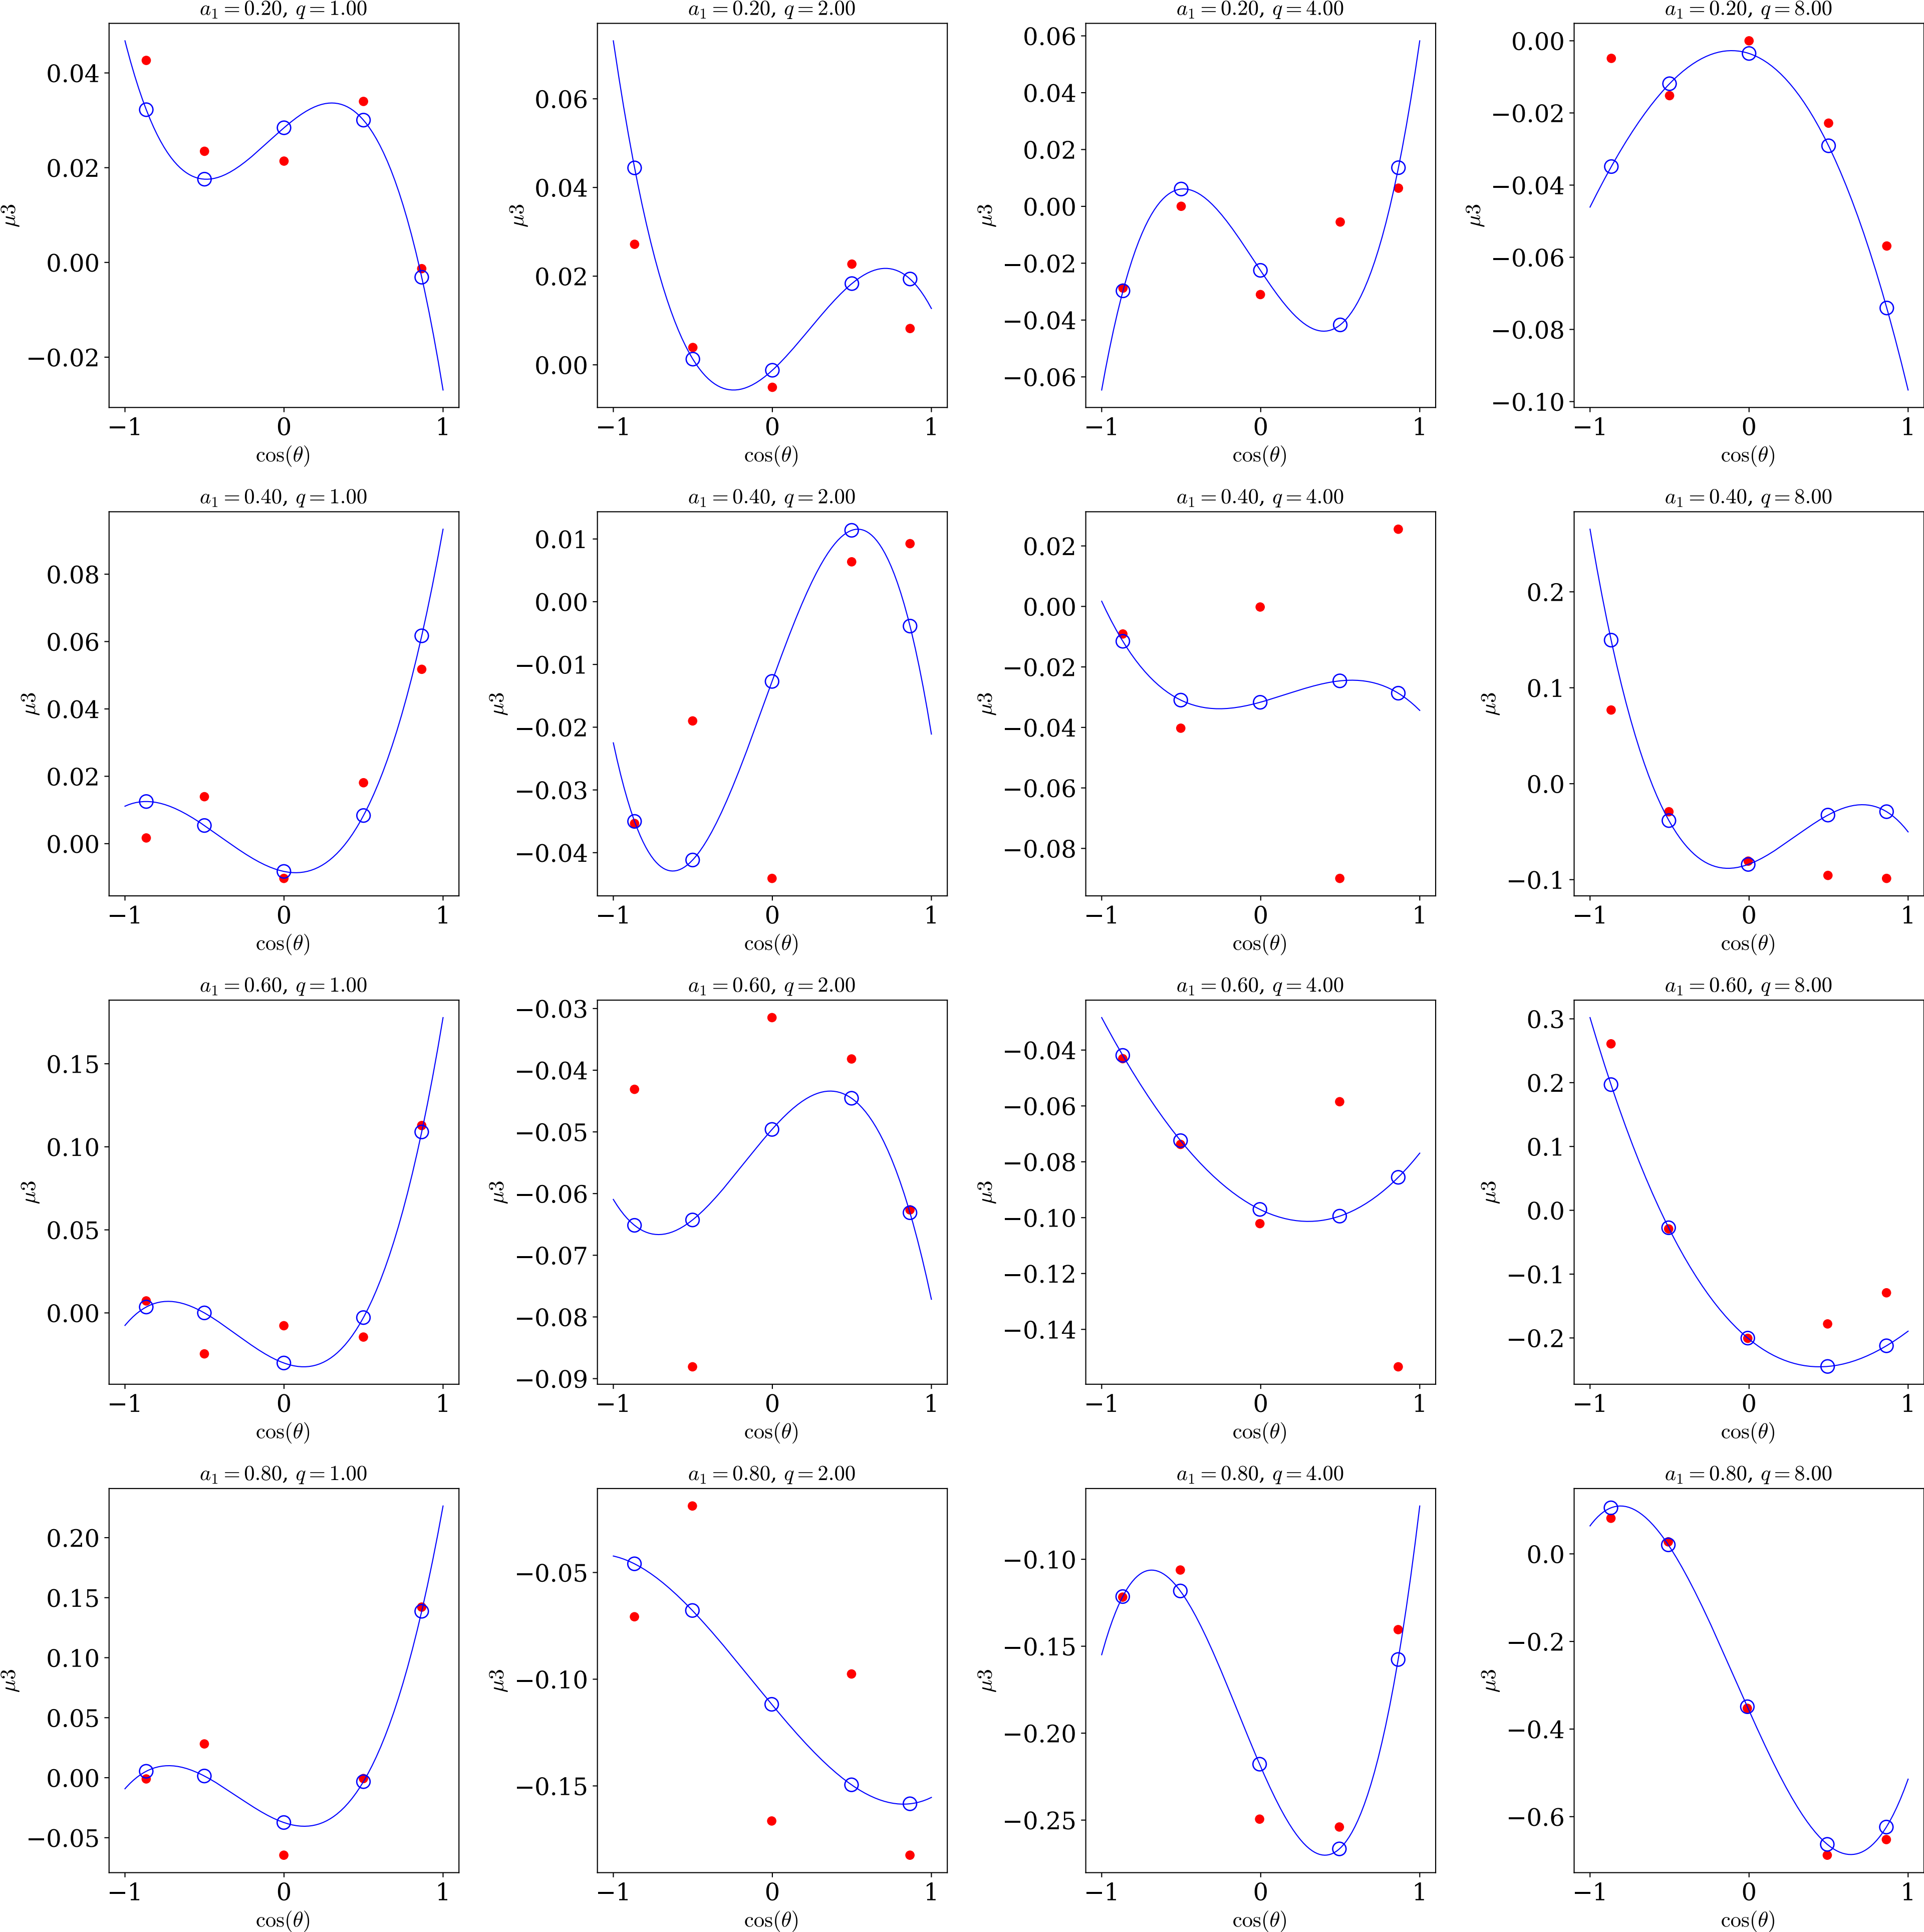 a₁ = 0.20, q = 1.00
0.04
0.02
0.00
−0.02
μ3
−1 0 1
cos(θ)
a₁ = 0.20, q = 2.00
0.06
0.04
0.02
0.00
μ3
−1 0 1
cos(θ)
a₁ = 0.20, q = 4.00
0.06
0.04
0.02
0.00
−0.02
−0.04
−0.06
μ3
−1 0 1
cos(θ)
a₁ = 0.20, q = 8.00
0.00
−0.02
−0.04
−0.06
−0.08
−0.10
μ3
−1 0 1
cos(θ)
a₁ = 0.40, q = 1.00
0.08
0.06
0.04
0.02
0.00
μ3
−1 0 1
cos(θ)
a₁ = 0.40, q = 2.00
0.01
0.00
−0.01
−0.02
−0.03
−0.04
μ3
−1 0 1
cos(θ)
a₁ = 0.40, q = 4.00
0.02
0.00
−0.02
−0.04
−0.06
−0.08
μ3
−1 0 1
cos(θ)
a₁ = 0.40, q = 8.00
0.2
0.1
0.0
−0.1
μ3
−1 0 1
cos(θ)
a₁ = 0.60, q = 1.00
0.15
0.10
0.05
0.00
μ3
−1 0 1
cos(θ)
a₁ = 0.60, q = 2.00
−0.03
−0.04
−0.05
−0.06
−0.07
−0.08
−0.09
μ3
−1 0 1
cos(θ)
a₁ = 0.60, q = 4.00
−0.04
−0.06
−0.08
−0.10
−0.12
−0.14
μ3
−1 0 1
cos(θ)
a₁ = 0.60, q = 8.00
0.3
0.2
0.1
0.0
−0.1
−0.2
μ3
−1 0 1
cos(θ)
a₁ = 0.80, q = 1.00
0.20
0.15
0.10
0.05
0.00
−0.05
μ3
−1 0 1
cos(θ)
a₁ = 0.80, q = 2.00
−0.05
−0.10
−0.15
μ3
−1 0 1
cos(θ)
a₁ = 0.80, q = 4.00
−0.10
−0.15
−0.20
−0.25
μ3
−1 0 1
cos(θ)
a₁ = 0.80, q = 8.00
0.0
−0.2
−0.4
−0.6
μ3
−1 0 1
cos(θ)